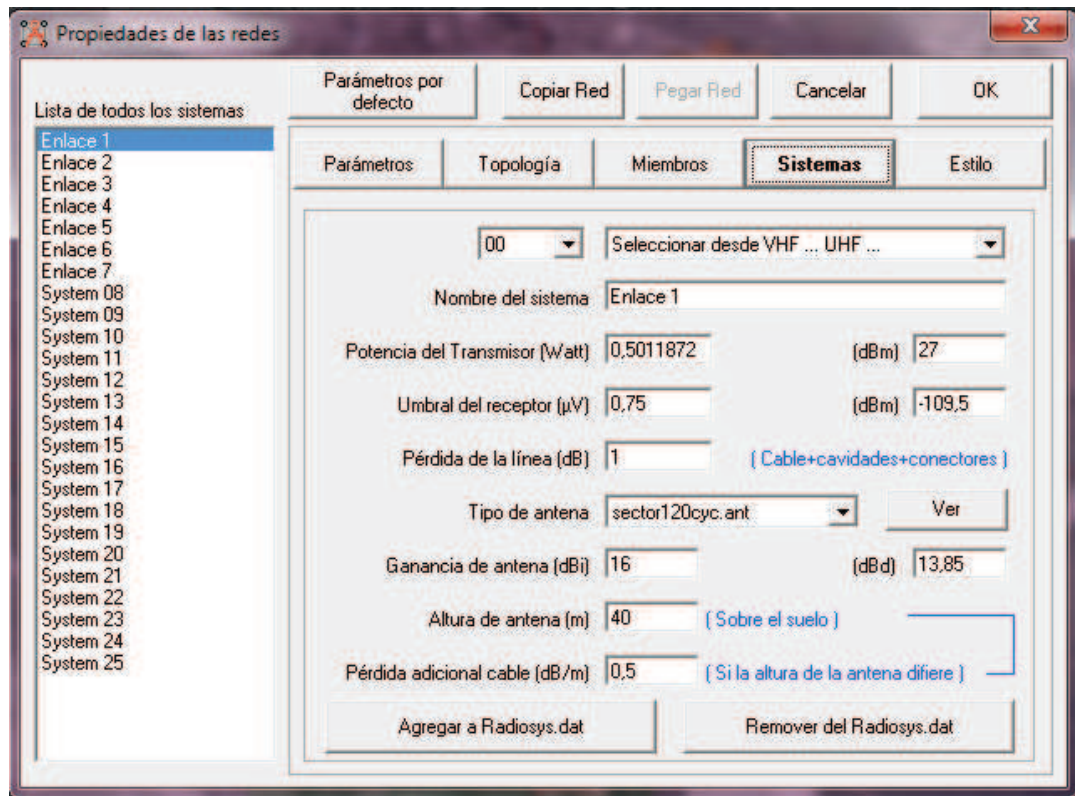 Propiedades de las redes
Parámetros por defecto
Copiar Red
Pegar Red
Cancelar
OK
Lista de todos los sistemas
Enlace 1
Enlace 2
Enlace 3
Enlace 4
Enlace 5
Enlace 6
Enlace 7
System 08
System 09
System 10
System 11
System 12
System 13
System 14
System 15
System 16
System 17
System 18
System 19
System 20
System 21
System 22
System 23
System 24
System 25
Parámetros
Topología
Miembros
Sistemas
Estilo
00
Seleccionar desde VHF ... UHF ...
Nombre del sistema Enlace 1
Potencia del Transmisor (Watt) 0,5011872 (dBm) 27
Umbral del receptor (µV) 0,75 (dBm) -109,5
Pérdida de la línea (dB) 1 ( Cable+cavidades+conectores )
Tipo de antena sector120cyc.ant Ver
Ganancia de antena (dBi) 16 (dBd) 13,85
Altura de antena (m) 40 ( Sobre el suelo )
Pérdida adicional cable (dB/m) 0,5 ( Si la altura de la antena difiere )
Agregar a Radiosys.dat
Remover del Radiosys.dat